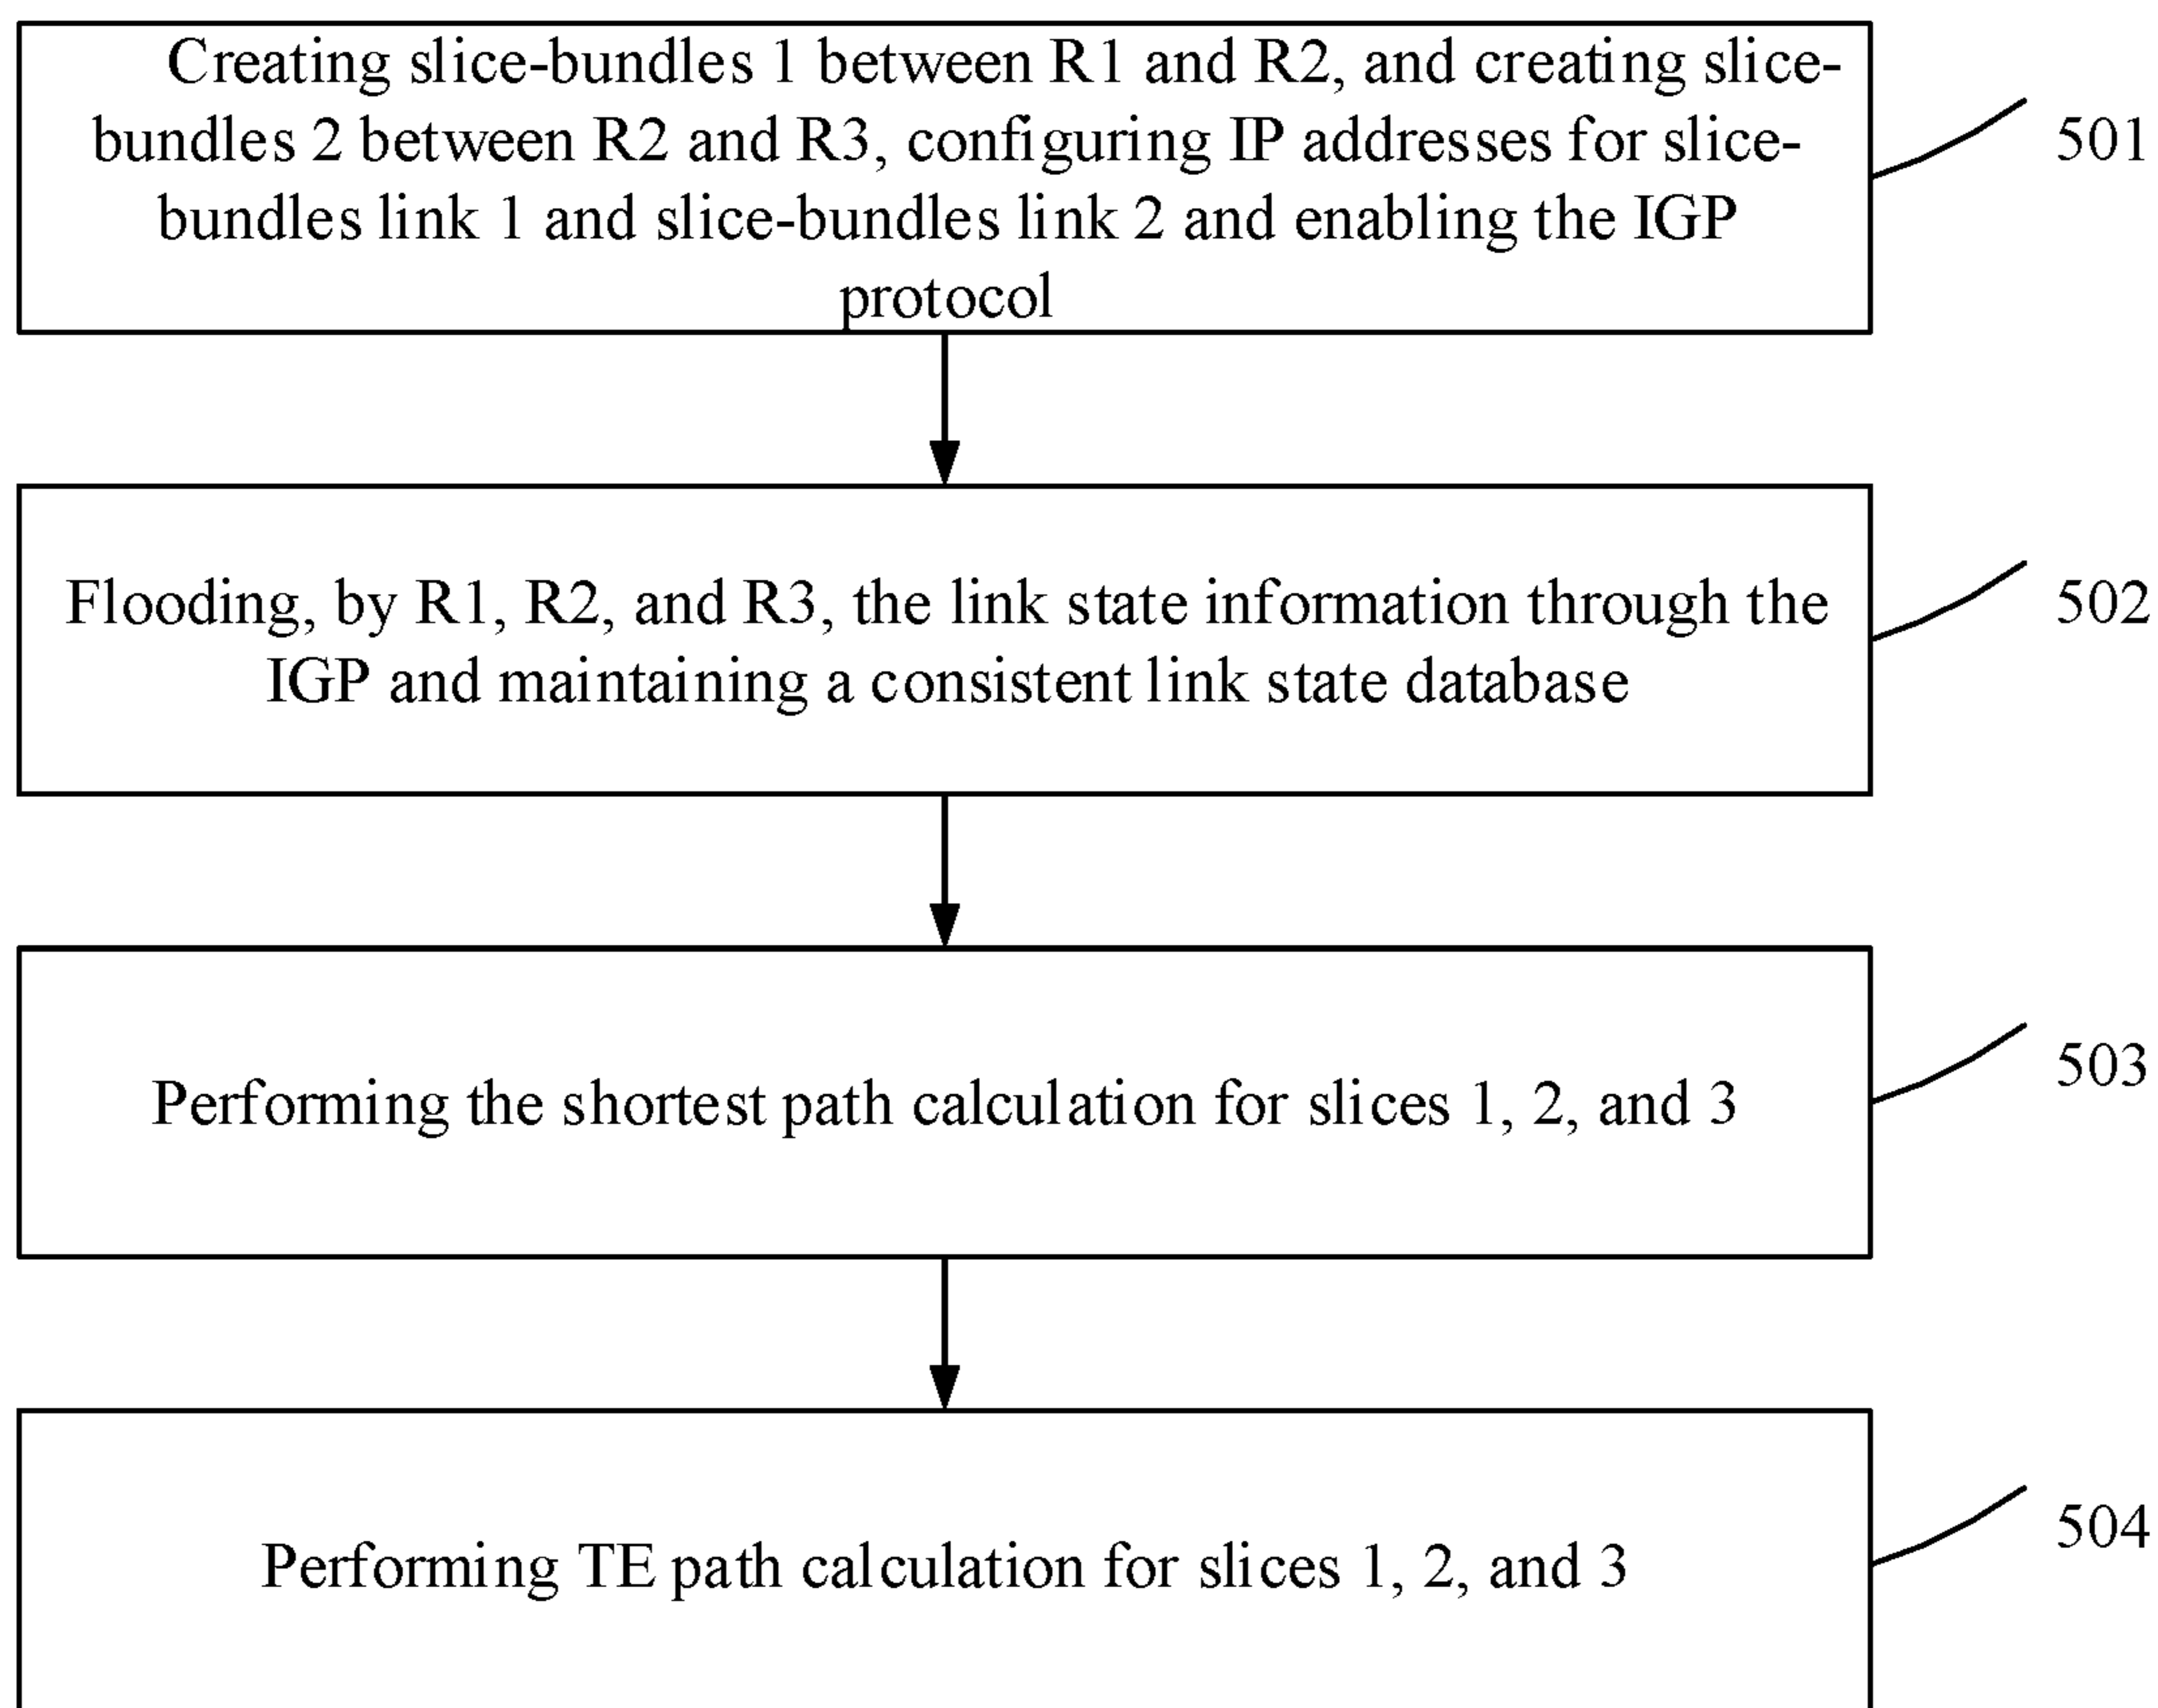 Creating slice-bundles 1 between R1 and R2, and creating slice-
bundles 2 between R2 and R3, configuring IP addresses for slice-
bundles link 1 and slice-bundles link 2 and enabling the IGP
protocol
501
Flooding, by R1, R2, and R3, the link state information through the
IGP and maintaining a consistent link state database
502
Performing the shortest path calculation for slices 1, 2, and 3
503
Performing TE path calculation for slices 1, 2, and 3
504